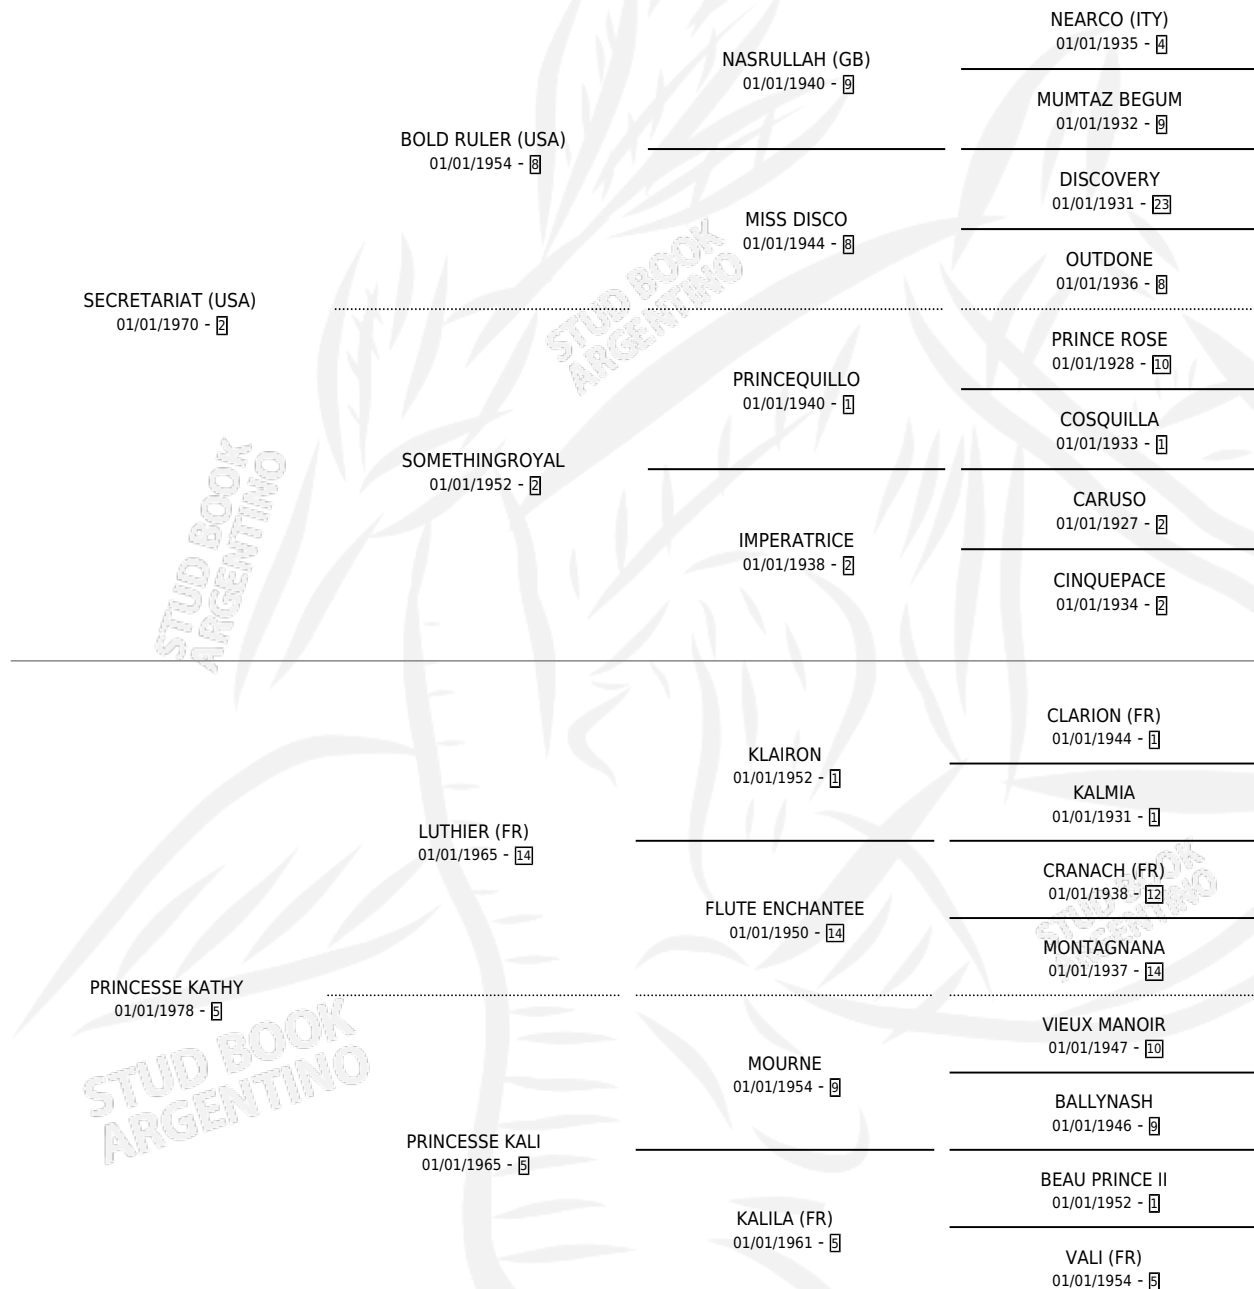 NEARCO (ITY)
01/01/1935 - 4
NASRULLAH (GB)
01/01/1940 - 9
MUMTAZ BEGUM
01/01/1932 - 9
BOLD RULER (USA)
01/01/1954 - 8
DISCOVERY
01/01/1931 - 23
MISS DISCO
01/01/1944 - 8
OUTDONE
01/01/1936 - 8
SECRETARIAT (USA)
01/01/1970 - 2
STUD BOOK
ARGENTINO
PRINCE ROSE
01/01/1928 - 10
PRINCEQUILLO
01/01/1940 - 1
COSQUILLA
01/01/1933 - 1
SOMETHINGROYAL
01/01/1952 - 2
CARUSO
01/01/1927 - 2
IMPERATRICE
01/01/1938 - 2
CINQUEPACE
01/01/1934 - 2
STUD BOOK
ARGENTINO
CLARION (FR)
01/01/1944 - 1
KLAIRON
01/01/1952 - 1
KALMIA
01/01/1931 - 1
LUTHIER (FR)
01/01/1965 - 14
CRANACH (FR)
01/01/1938 - 12
FLUTE ENCHANTEE
01/01/1950 - 14
STUD BOOK
ARGENTINO
MONTAGNANA
01/01/1937 - 14
PRINCESSE KATHY
01/01/1978 - 5
VIEUX MANOIR
01/01/1947 - 10
MOURNE
01/01/1954 - 9
STUD BOOK
ARGENTINO
BALLYNASH
01/01/1946 - 9
PRINCESSE KALI
01/01/1965 - 5
BEAU PRINCE II
01/01/1952 - 1
KALILA (FR)
01/01/1961 - 5
VALI (FR)
01/01/1954 - 5